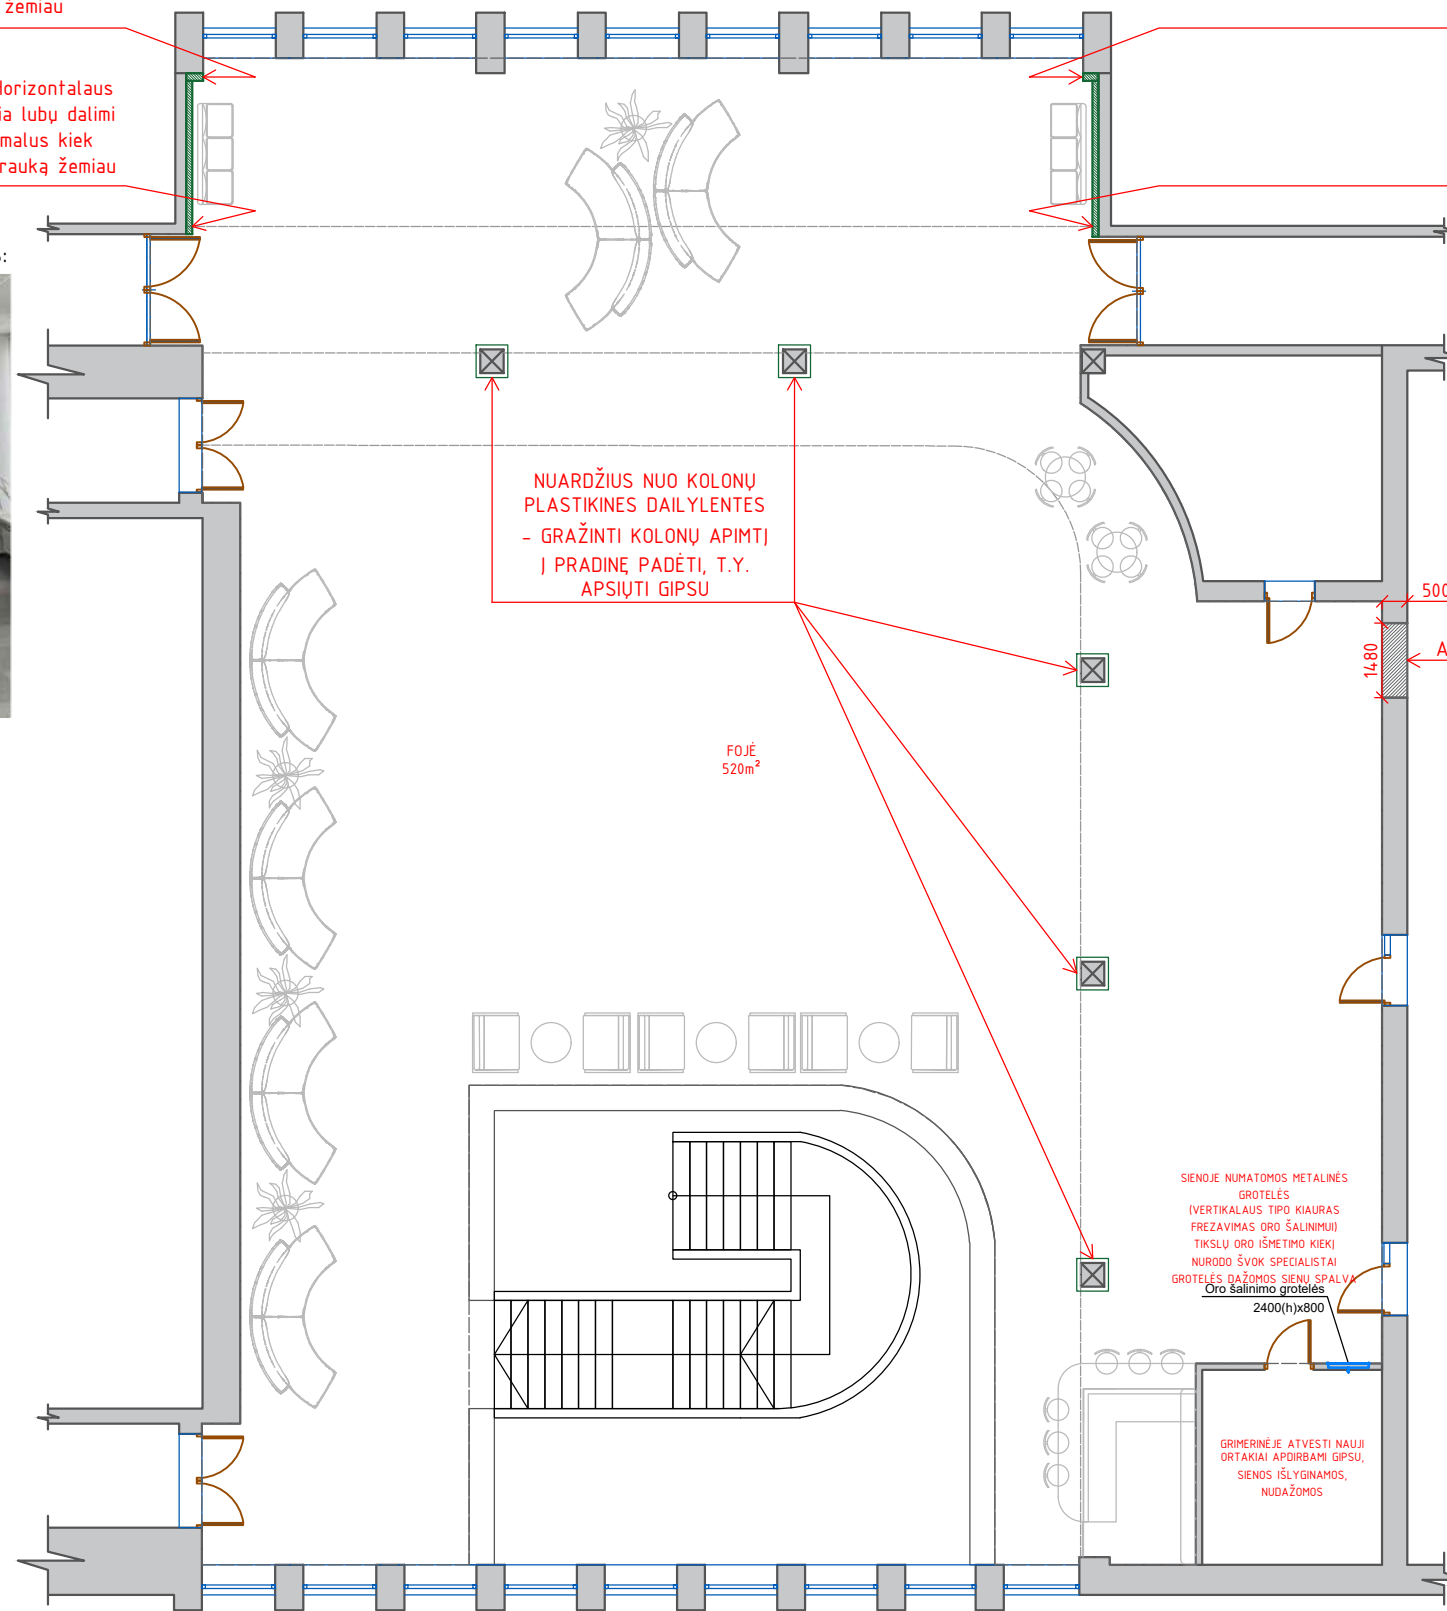 žemiau
Horizontalaus
ia lubų dalimi
malus kiek
rauką žemiau
s:
NUARDŽIUS NUO KOLONŲ
PLASTIKINES DAILYLENTES
- GRAŽINTI KOLONŲ APIMTĮ
Į PRADINĘ PADĖTĮ, T.Y.
APSIŪTI GIPSU
500
1480
A
FOJĖ
520m²
SIENOJE NUMATOMOS METALINĖS
GROTELĖS
(VERTIKALAUS TIPO KIAURAS
FREZAVIMAS ORO ŠALINIMUI)
TIKSLŲ ORO IŠMETIMO KIEKĮ
NURODO ŠVOK SPECIALISTAI
GROTELĖS DAŽOMOS SIENŲ SPALVA
Oro šalinimo grotelės
2400(h)x800
GRIMERINĖJE ATVESTI NAUJI
ORTAKIAI APDIRBAMI GIPSU,
SIENOS IŠLYGINAMOS,
NUDAŽOMOS